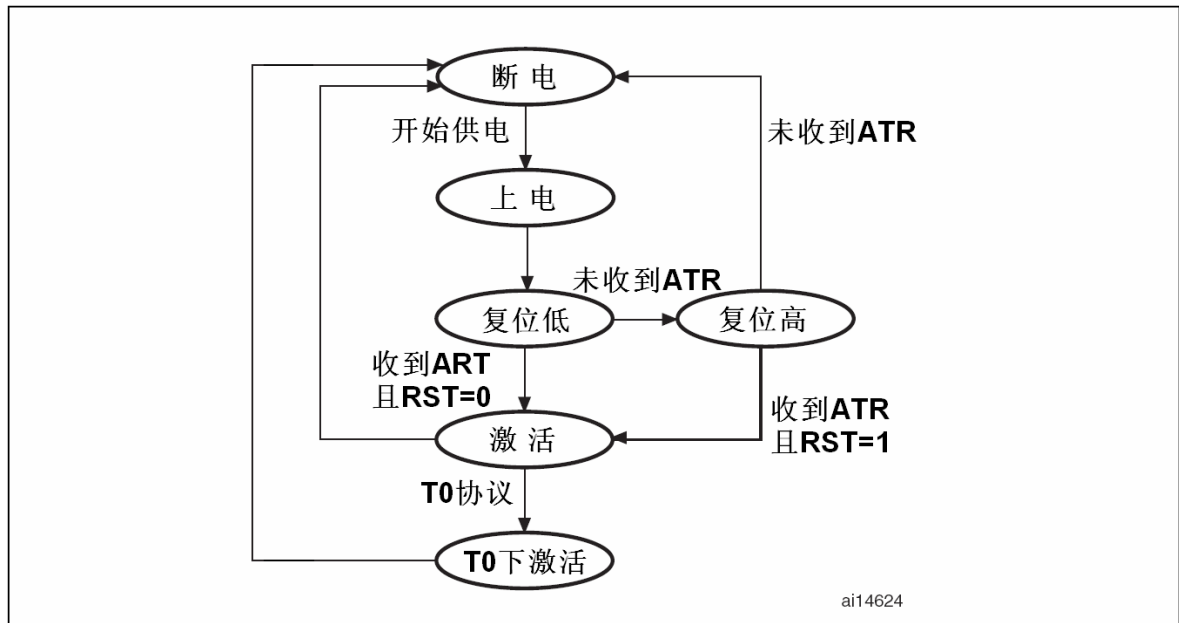 断电
开始供电
未收到ATR
上电
未收到ATR
复位低
复位高
收到ART
且RST=0
收到ATR
且RST=1
激活
T0协议
T0下激活
ai14624